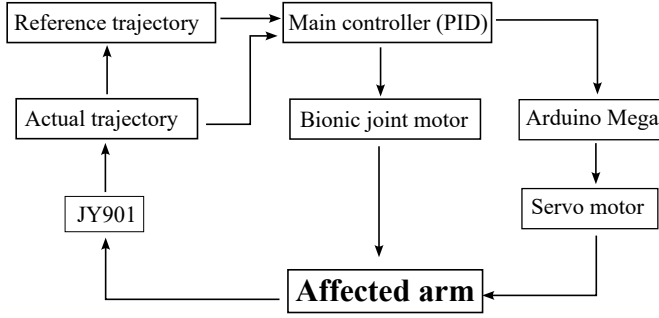 Reference trajectory
Main controller (PID)
Actual trajectory
Bionic joint motor
Arduino Mega
JY901
Servo motor
Affected arm